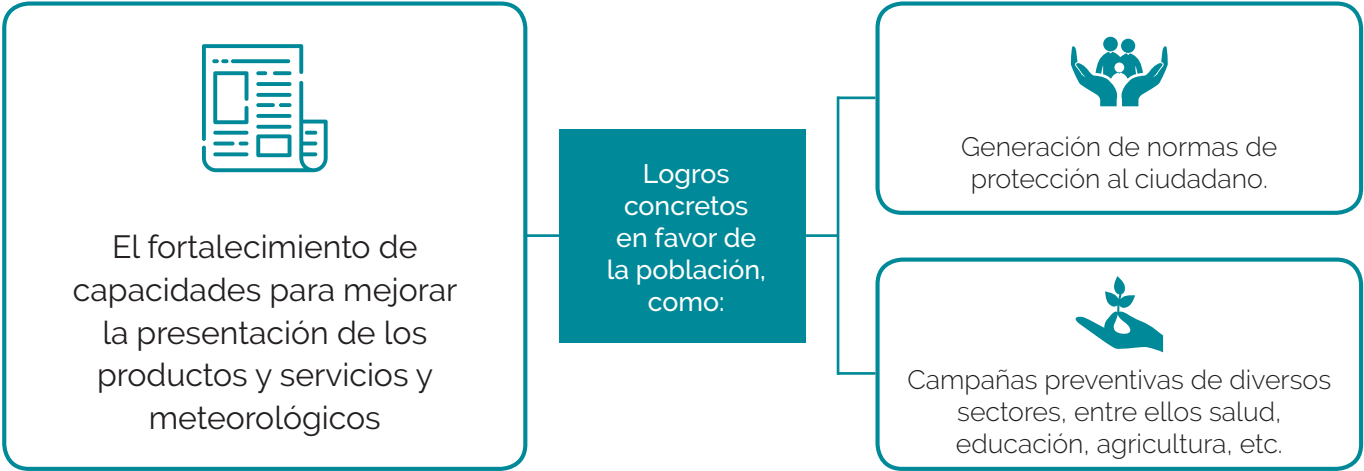 El fortalecimiento de
capacidades para mejorar
la presentación de los
productos y servicios y
meteorológicos
Logros
concretos
en favor de
la población,
como:
Generación de normas de
protección al ciudadano.
Campañas preventivas de diversos
sectores, entre ellos salud,
educación, agricultura, etc.